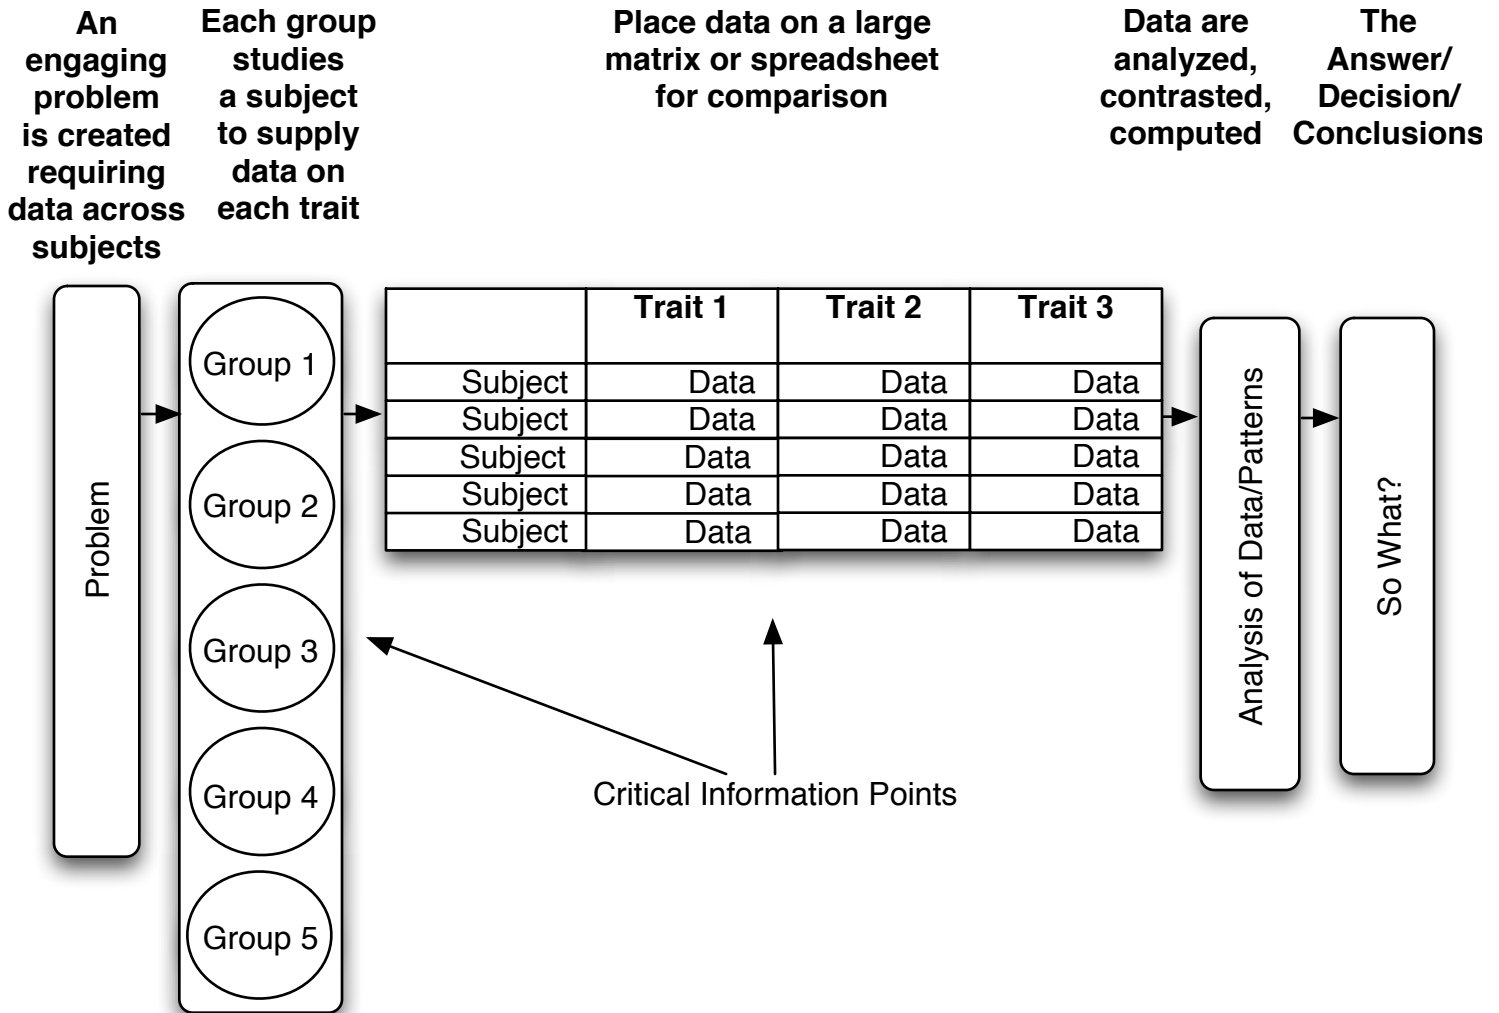 An
engaging
problem
is created
requiring
data across
subjects
Each group
studies
a subject
to supply
data on
each trait
Place data on a large
matrix or spreadsheet
for comparison
Data are
analyzed,
contrasted,
computed
The
Answer/
Decision/
Conclusions
Problem
Group 1
Group 2
Group 3
Group 4
Group 5
Trait 1 Trait 2 Trait 3
Subject Data Data Data
Subject Data Data Data
Subject Data Data Data
Subject Data Data Data
Subject Data Data Data
Critical Information Points
Analysis of Data/Patterns
So What?